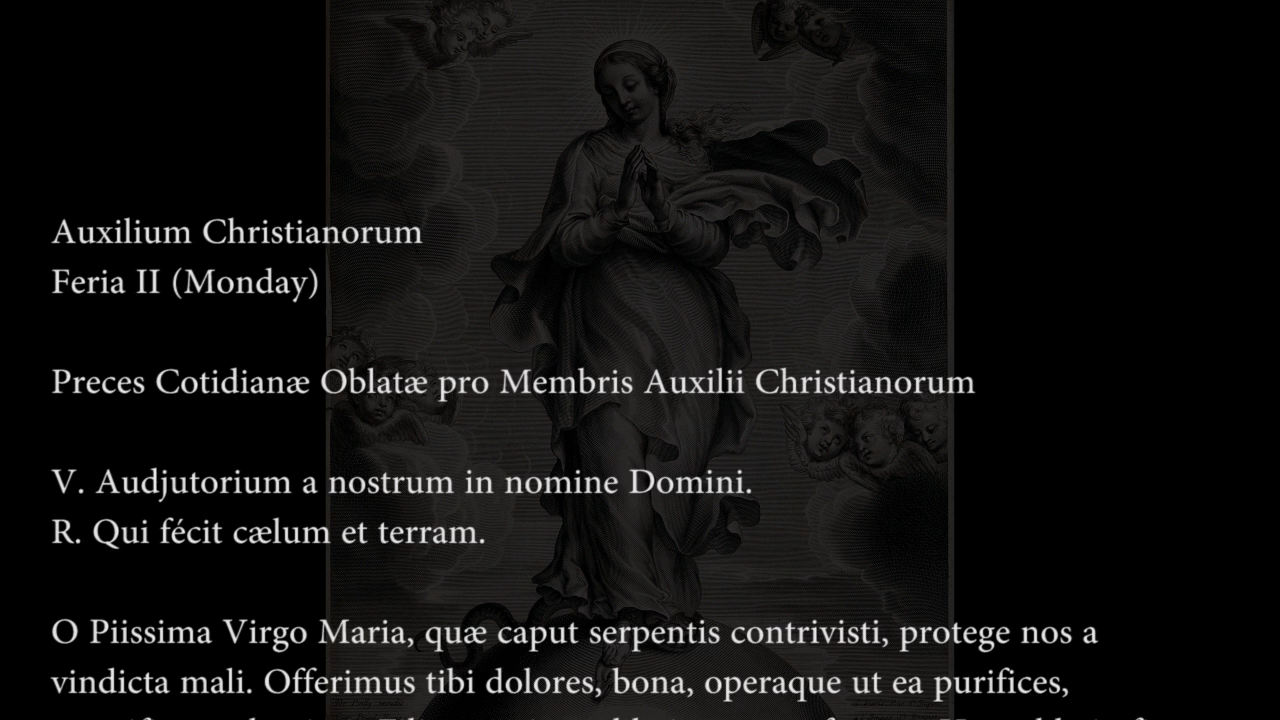 Auxilium Christianorum
Feria II (Monday)
Preces Cotidianæ Oblatæ pro Membris Auxilii Christianorum
V. Audjutorium a nostrum in nomine Domini.
R. Qui fécit cælum et terram.
O Piissima Virgo Maria, quæ caput serpentis contrivisti, protege nos a
vindicta mali. Offerimus tibi dolores, bona, operaque ut ea purifices,